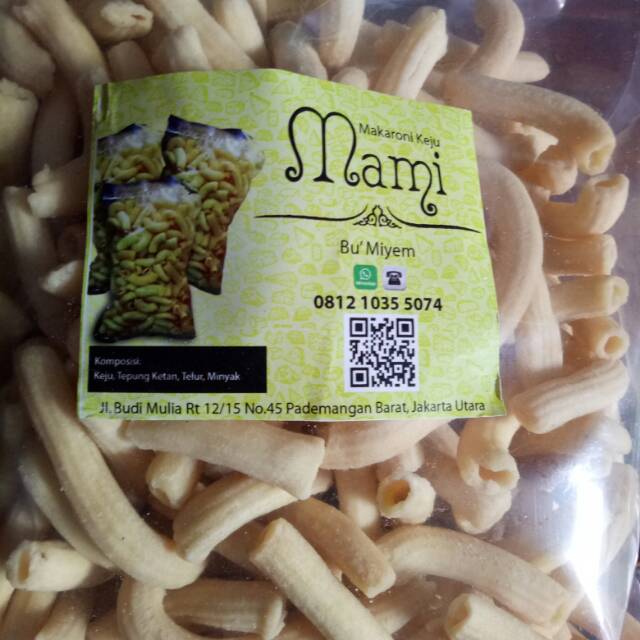 Makaroni Keju
Mami
Bu' Miyem
0812 1035 5074
Komposisi:
Keju, Tepung Ketan, Telur, Minyak
Jl. Budi Mulia Rt 12/15 No.45 Pademangan Barat, Jakarta Utara